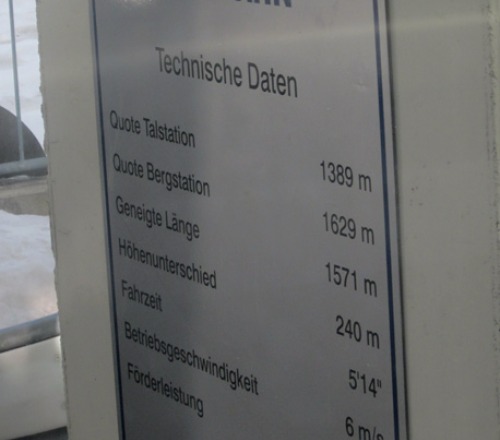 Technische Daten
Quote Talstation 1389 m
Quote Bergstation 1629 m
Geneigte Länge 1571 m
Höhenunterschied 240 m
Fahrzeit 5'14"
Betriebsgeschwindigkeit 6 m/s
Förderleistung